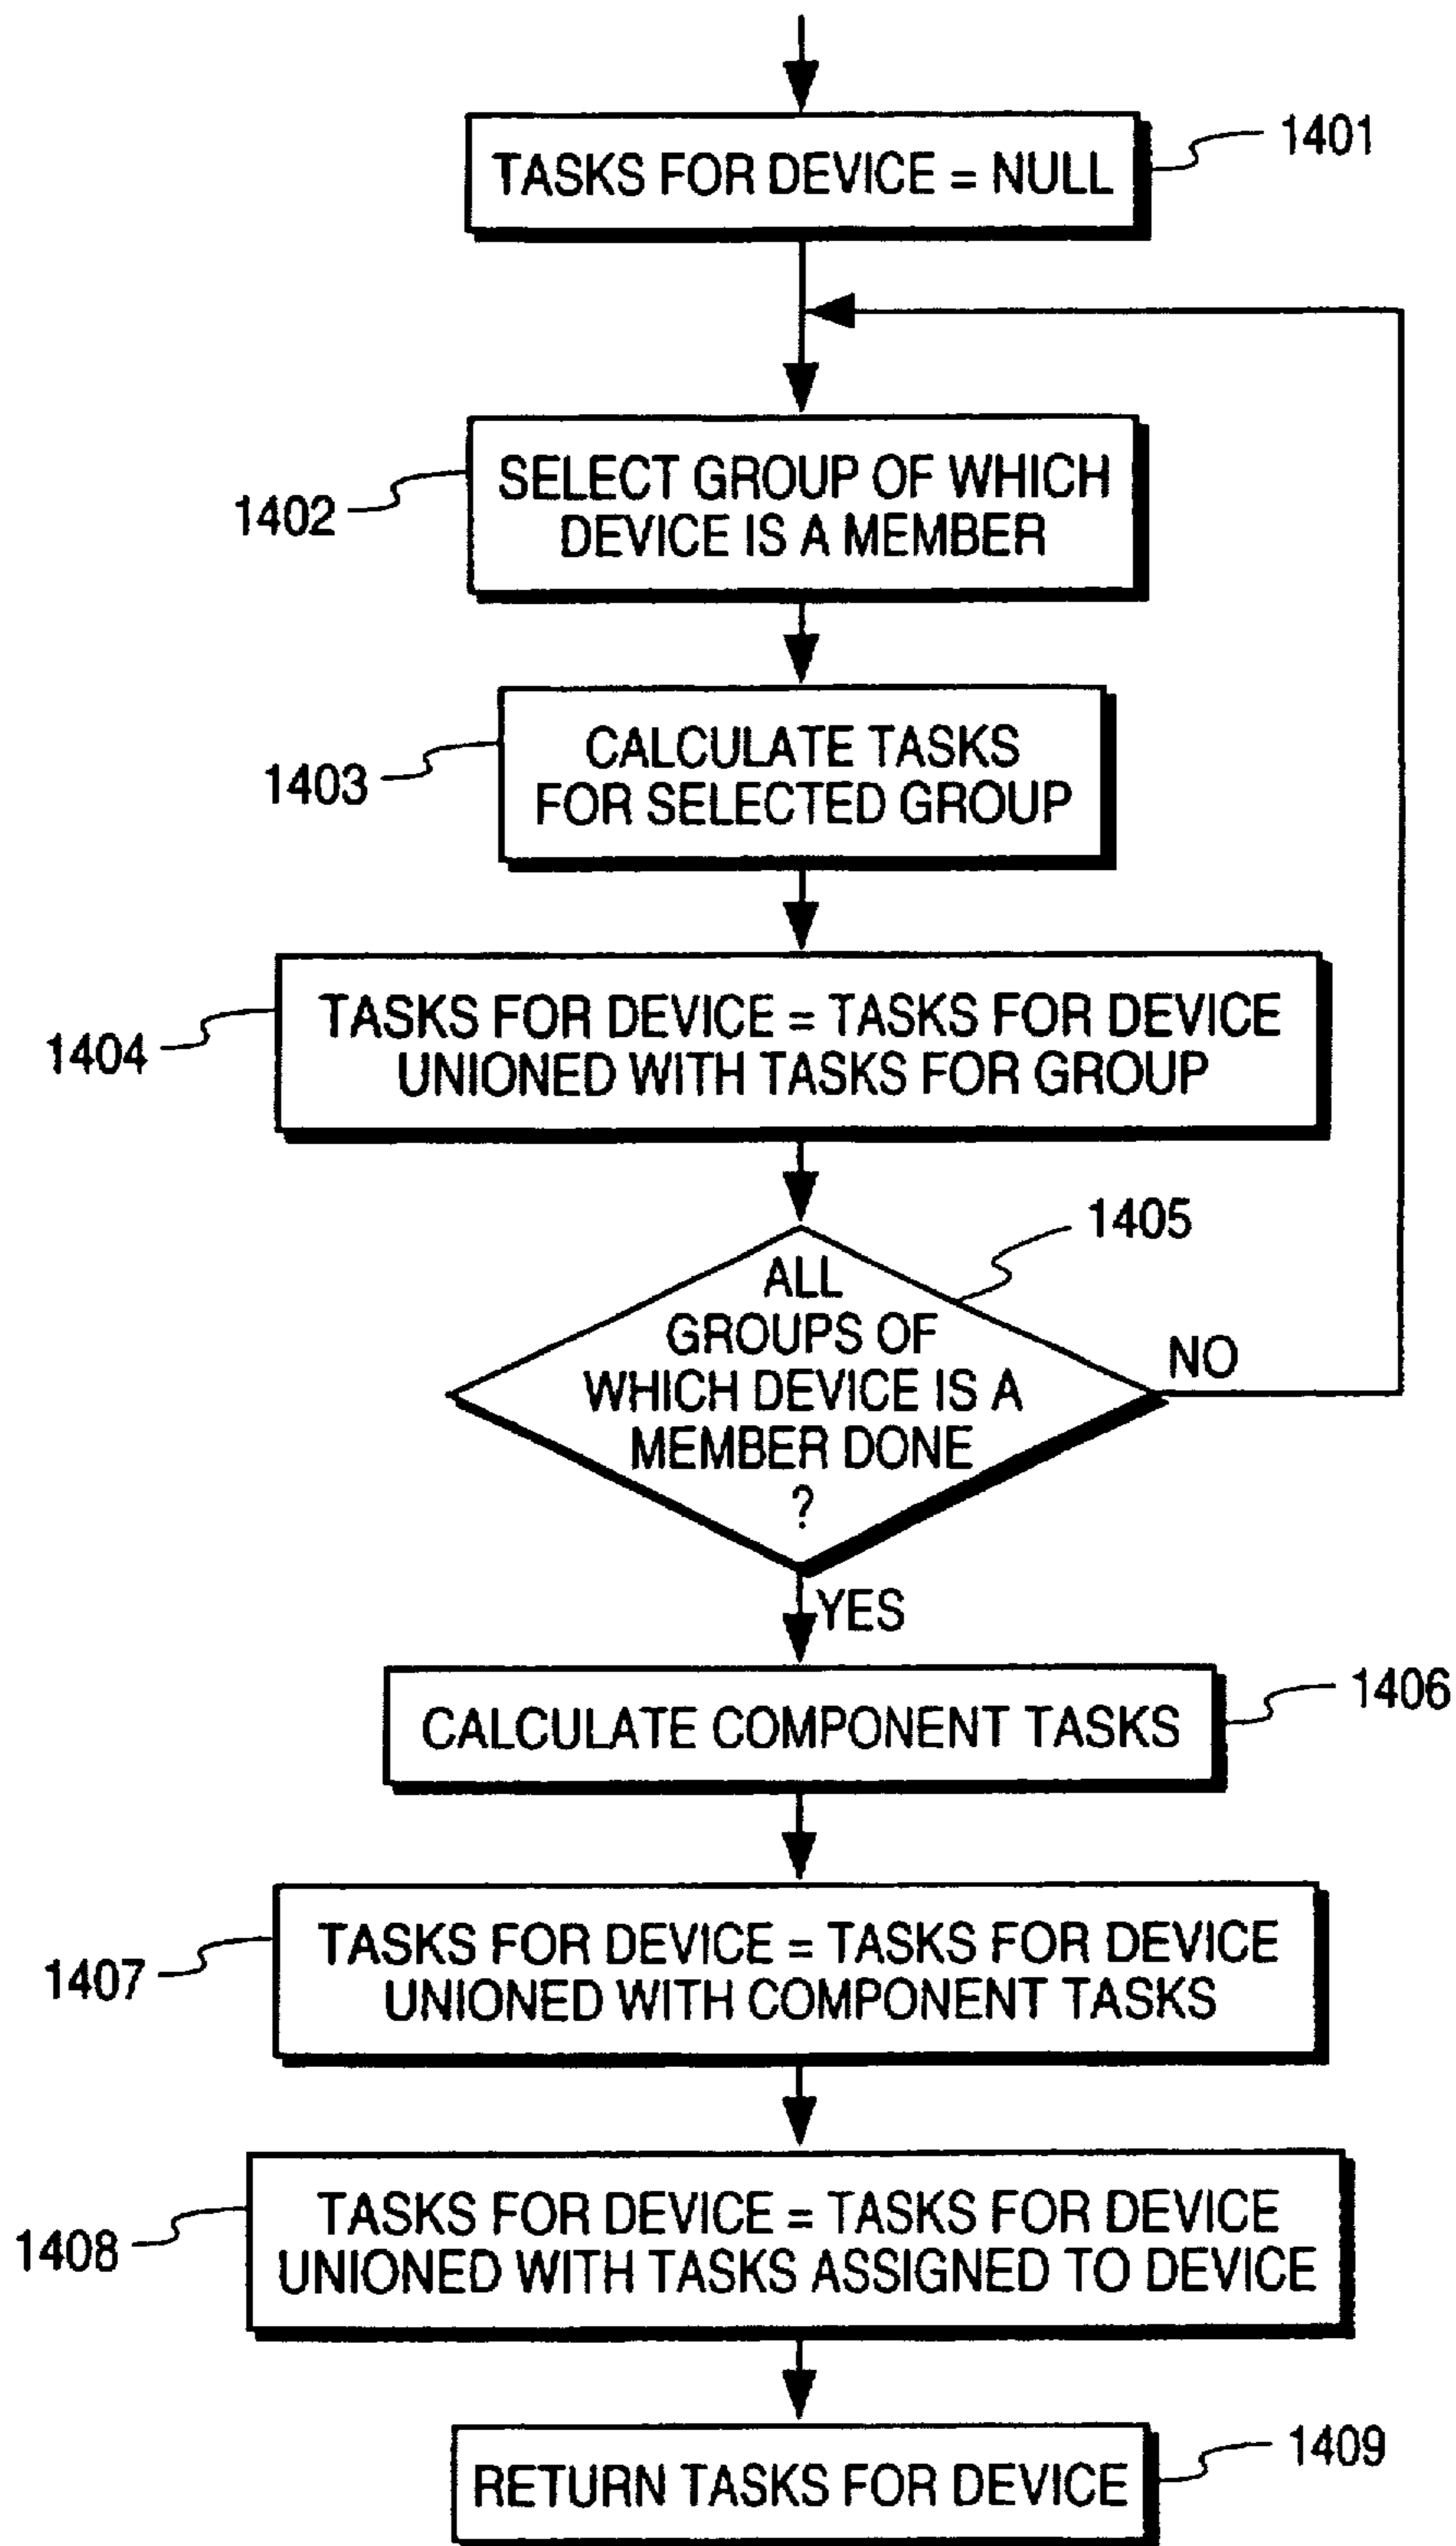 TASKS FOR DEVICE = NULL
1401
SELECT GROUP OF WHICH
DEVICE IS A MEMBER
1402
CALCULATE TASKS
FOR SELECTED GROUP
1403
TASKS FOR DEVICE = TASKS FOR DEVICE
UNIONED WITH TASKS FOR GROUP
1404
1405
ALL
GROUPS OF
WHICH DEVICE IS A
MEMBER DONE
?
NO
YES
CALCULATE COMPONENT TASKS
1406
TASKS FOR DEVICE = TASKS FOR DEVICE
UNIONED WITH COMPONENT TASKS
1407
TASKS FOR DEVICE = TASKS FOR DEVICE
UNIONED WITH TASKS ASSIGNED TO DEVICE
1408
RETURN TASKS FOR DEVICE
1409